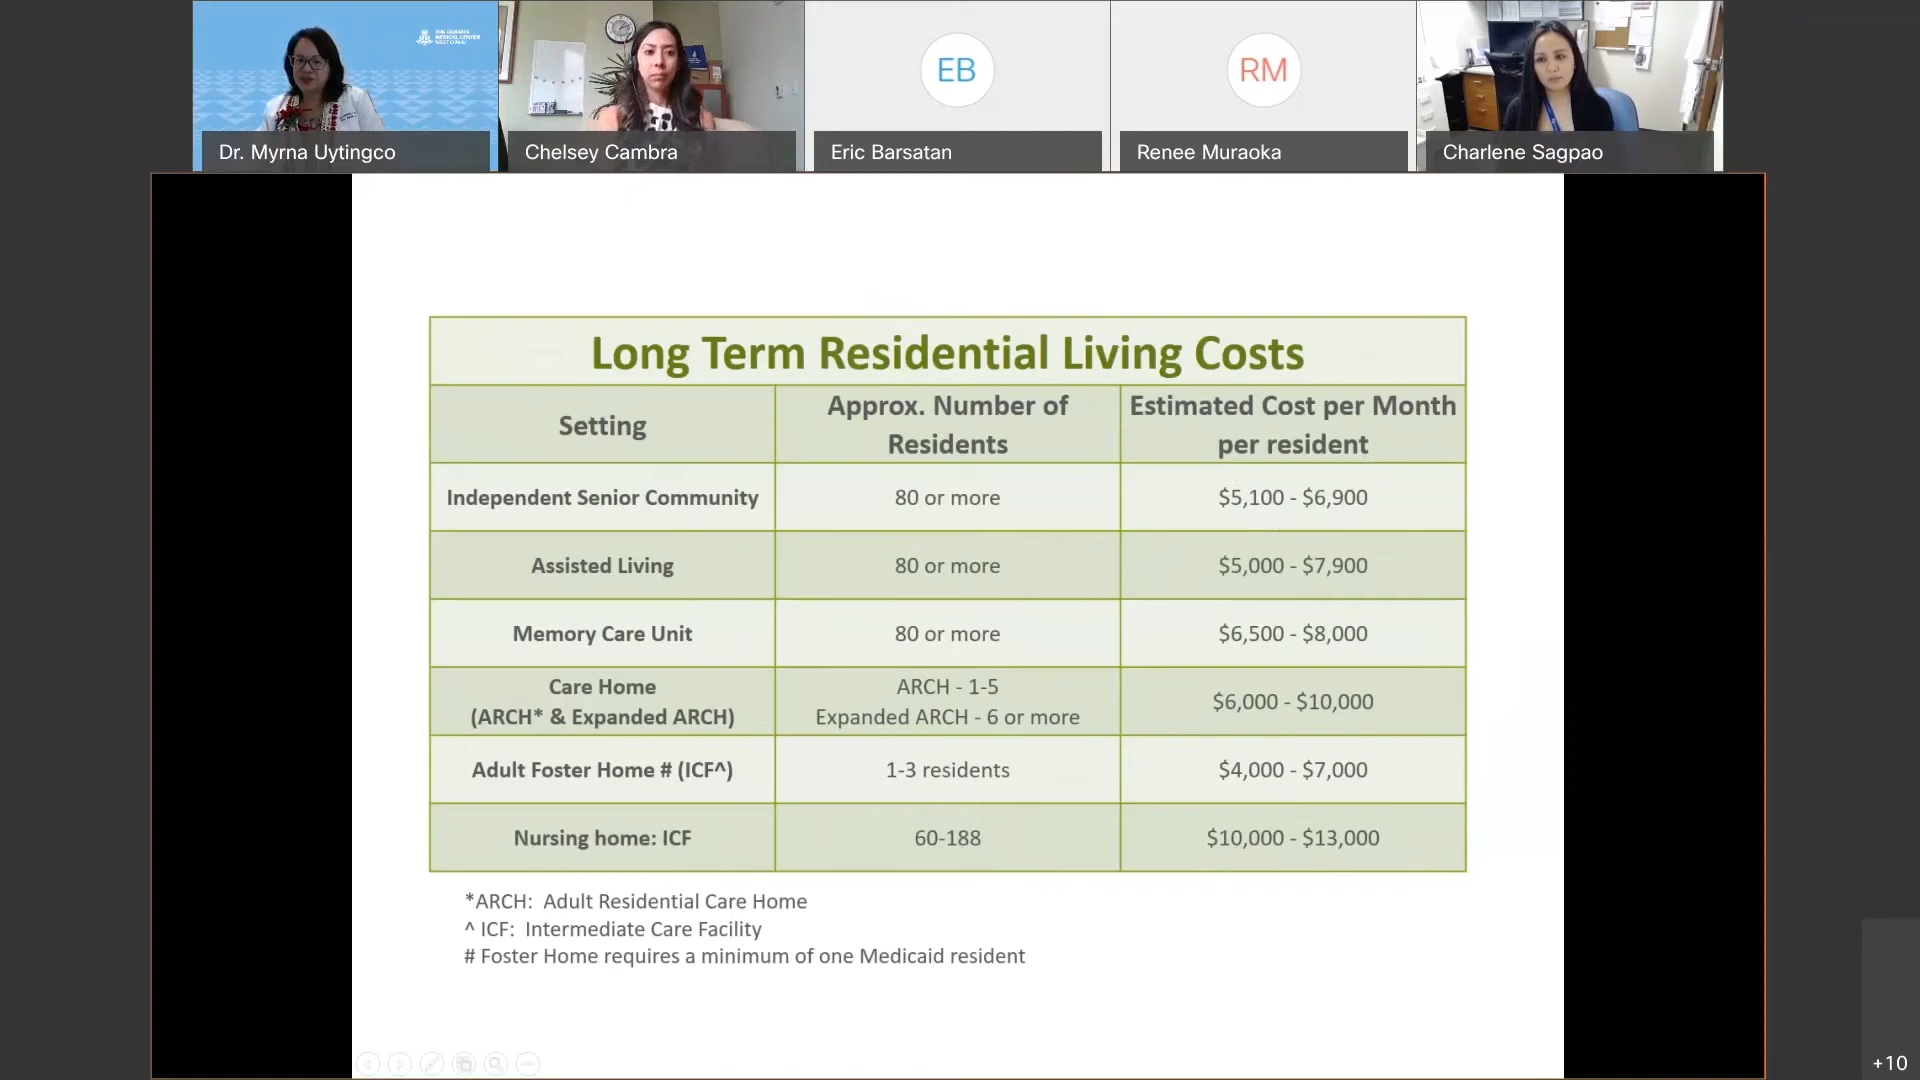 Dr. Myrna Uytingco
Chelsey Cambra
EB
Eric Barsatan
RM
Renee Muraoka
Charlene Sagpao
Long Term Residential Living Costs
Setting
Approx. Number of
Residents
Estimated Cost per Month
per resident
Independent Senior Community
80 or more
$5,100 - $6,900
Assisted Living
80 or more
$5,000 - $7,900
Memory Care Unit
80 or more
$6,500 - $8,000
Care Home
(ARCH* & Expanded ARCH)
ARCH - 1-5
Expanded ARCH - 6 or more
$6,000 - $10,000
Adult Foster Home # (ICF^)
1-3 residents
$4,000 - $7,000
Nursing home: ICF
60-188
$10,000 - $13,000
*ARCH: Adult Residential Care Home
^ ICF: Intermediate Care Facility
# Foster Home requires a minimum of one Medicaid resident
+10